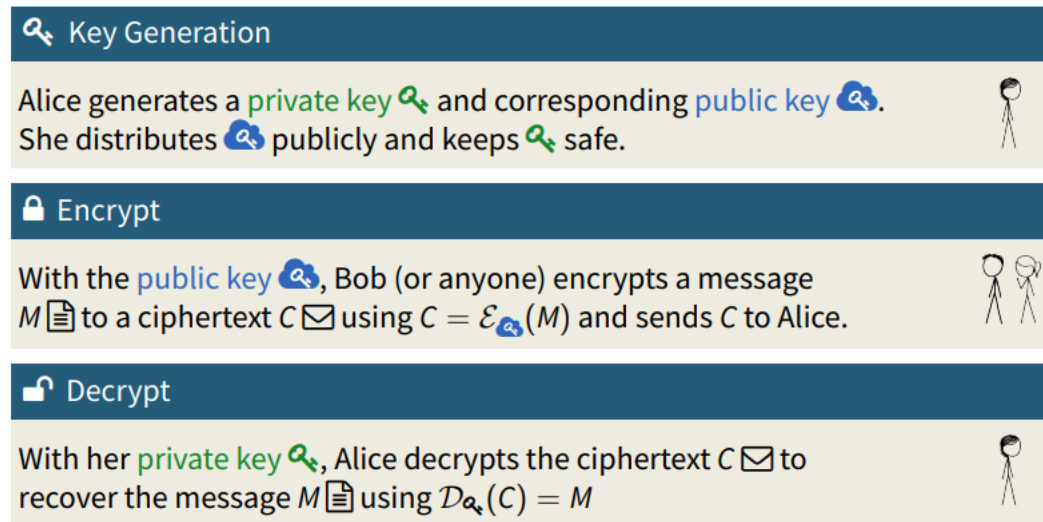 Key Generation
Alice generates a private key and corresponding public key.
She distributes publicly and keeps safe.
Encrypt
With the public key, Bob (or anyone) encrypts a message
M to a ciphertext C using C = ℰ(M) and sends C to Alice.
Decrypt
With her private key, Alice decrypts the ciphertext C to
recover the message M using 𝒟(C) = M